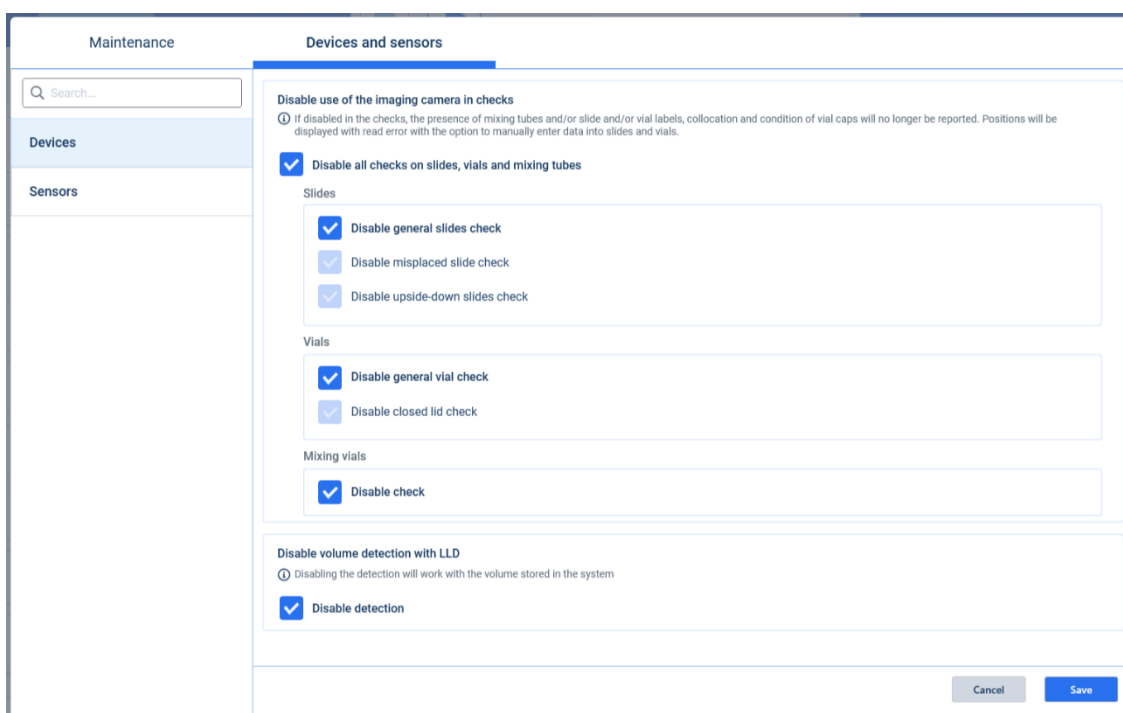 Maintenance
Devices and sensors
Search...
Devices
Sensors
Disable use of the imaging camera in checks
If disabled in the checks, the presence of mixing tubes and/or slide and/or vial labels, collocation and condition of vial caps will no longer be reported. Positions will be
displayed with read error with the option to manually enter data into slides and vials.
Disable all checks on slides, vials and mixing tubes
Slides
Disable general slides check
Disable misplaced slide check
Disable upside-down slides check
Vials
Disable general vial check
Disable closed lid check
Mixing vials
Disable check
Disable volume detection with LLD
Disabling the detection will work with the volume stored in the system
Disable detection
Cancel
Save